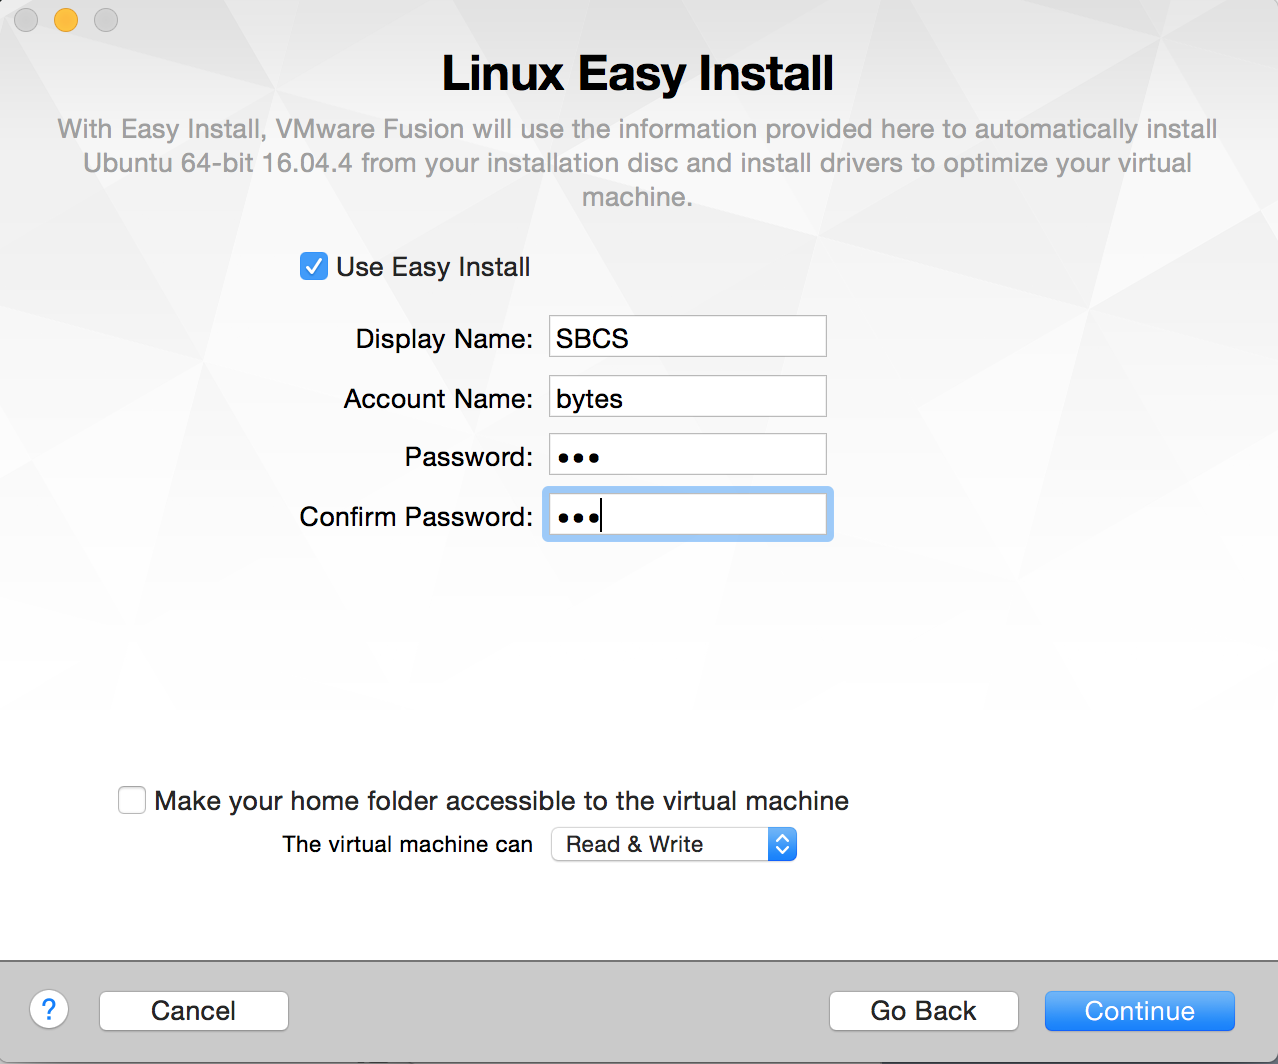 Linux Easy Install
With Easy Install, VMware Fusion will use the information provided here to automatically install
Ubuntu 64-bit 16.04.4 from your installation disc and install drivers to optimize your virtual
machine.
Use Easy Install
Display Name: SBCS
Account Name: bytes
Password: •••
Confirm Password: •••
Make your home folder accessible to the virtual machine
The virtual machine can Read & Write
? Cancel Go Back Continue